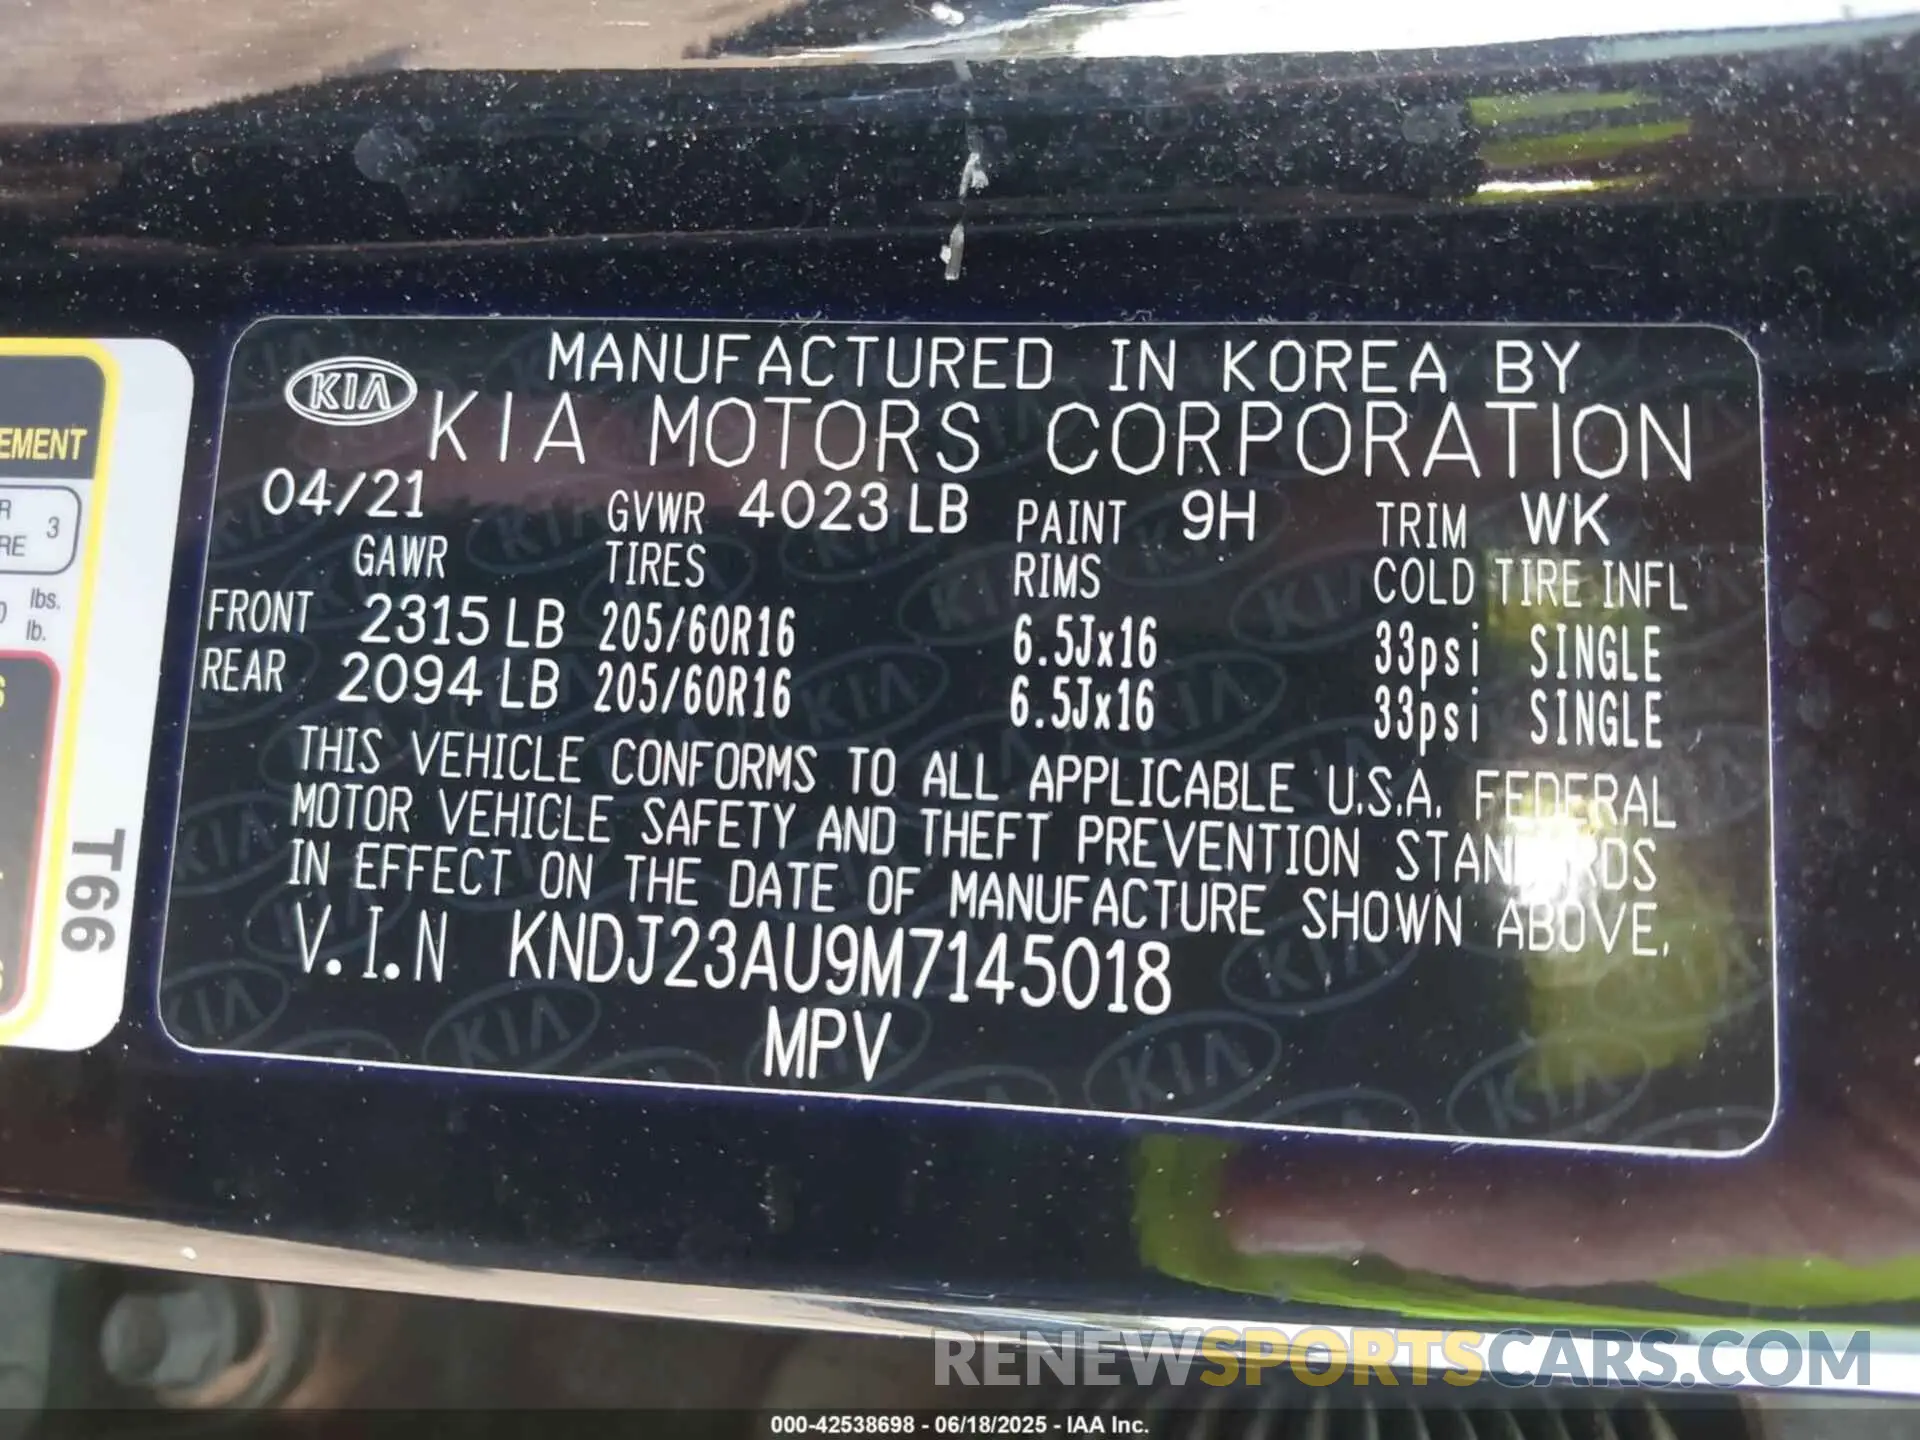 MANUFACTURED IN KOREA BY
KIA
KIA MOTORS CORPORATION
04/21 GVWR 4023 LB PAINT 9H TRIM WK
GAWR TIRES RIMS COLD TIRE INFL
FRONT 2315 LB 205/60R16 6.5Jx16 33psi SINGLE
REAR 2094 LB 205/60R16 6.5Jx16 33psi SINGLE
THIS VEHICLE CONFORMS TO ALL APPLICABLE U.S.A. FEDERAL
MOTOR VEHICLE SAFETY AND THEFT PREVENTION STANDARDS
IN EFFECT ON THE DATE OF MANUFACTURE SHOWN ABOVE.
V.I.N KNDJ23AU9M7145018
MPV
EMENT
R
RE 3
0 lbs.
lb.
S
T66
S
RENEWSPORTSCARS.COM
000-42538698 - 06/18/2025 - IAA Inc.